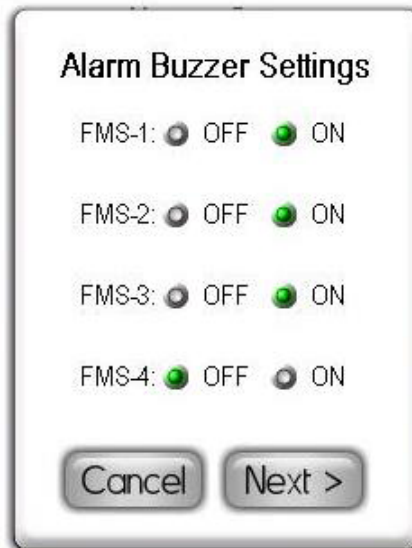 Alarm Buzzer Settings
FMS-1: OFF ON
FMS-2: OFF ON
FMS-3: OFF ON
FMS-4: OFF ON
Cancel Next >